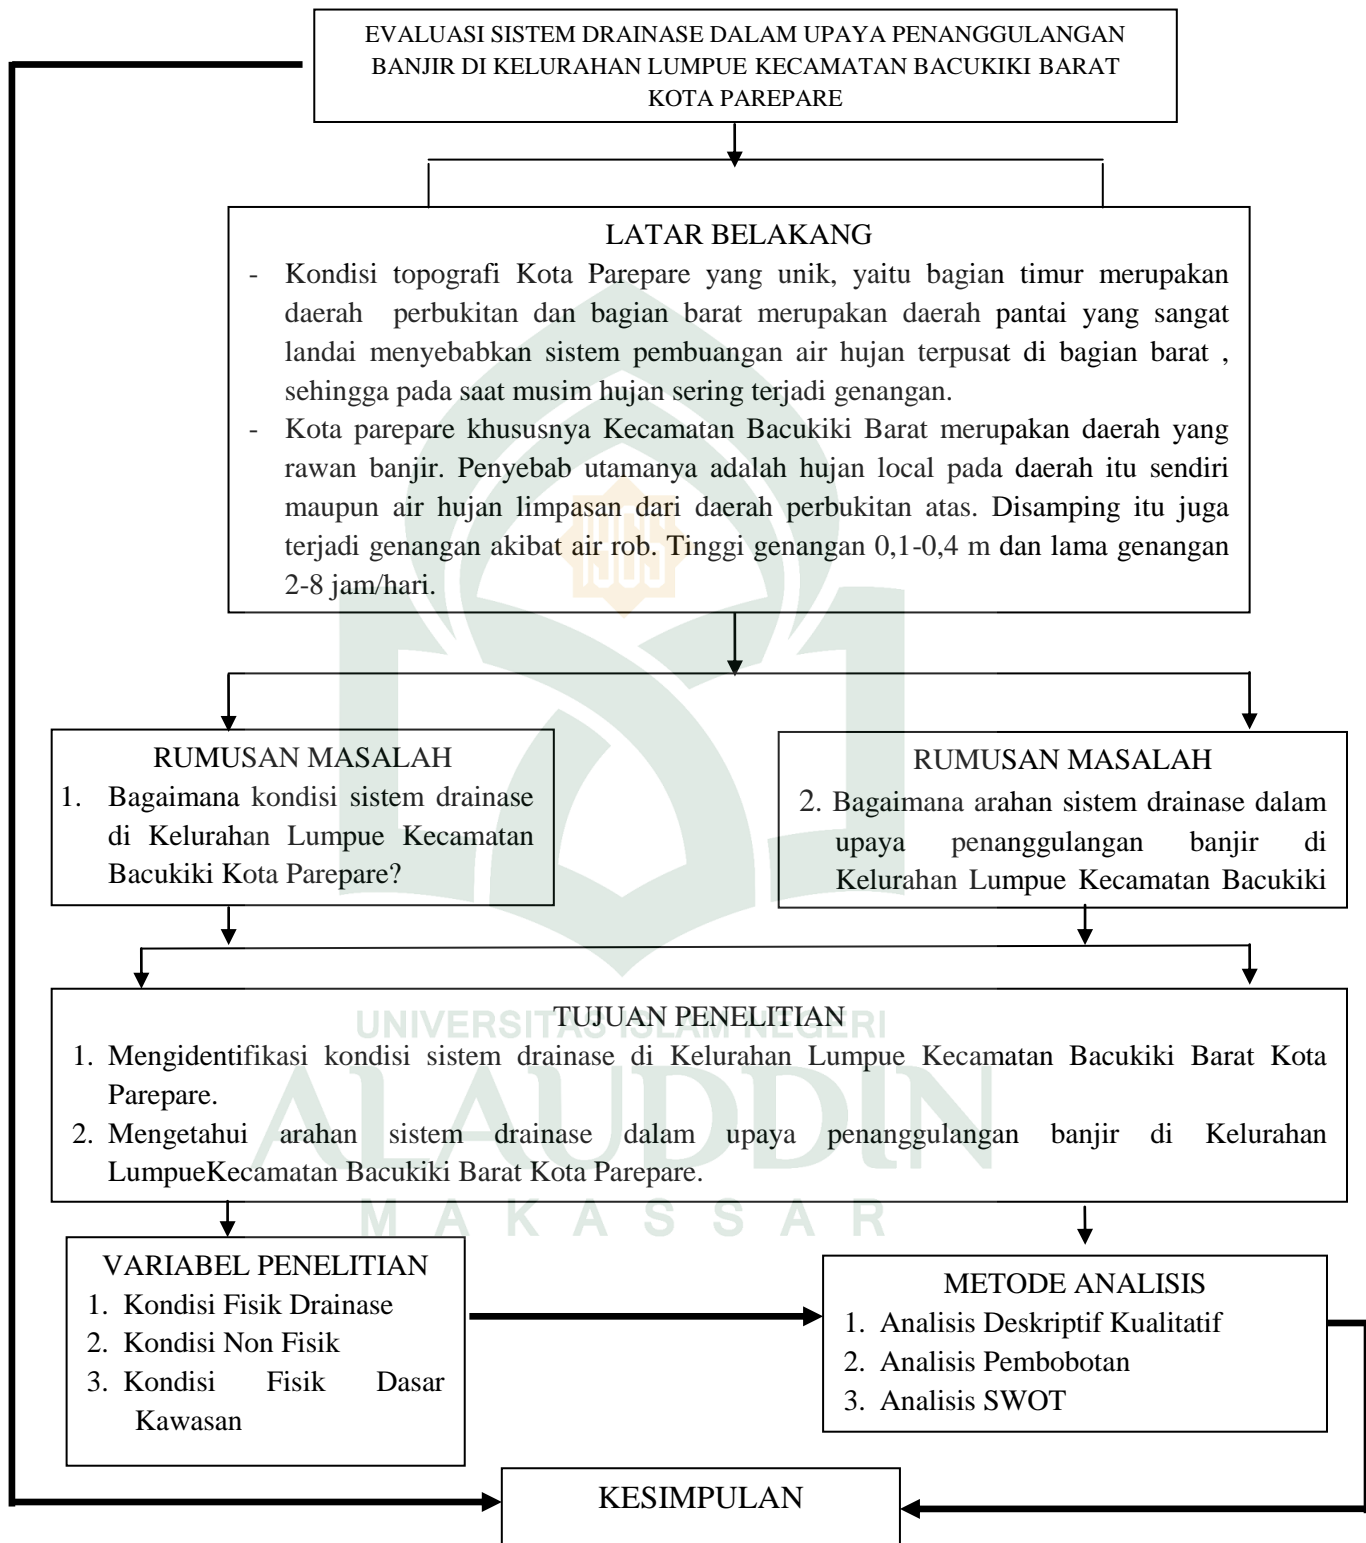 EVALUASI SISTEM DRAINASE DALAM UPAYA PENANGGULANGAN
BANJIR DI KELURAHAN LUMPUE KECAMATAN BACUKIKI BARAT
KOTA PAREPARE
LATAR BELAKANG
- Kondisi topografi Kota Parepare yang unik, yaitu bagian timur merupakan
daerah perbukitan dan bagian barat merupakan daerah pantai yang sangat
landai menyebabkan sistem pembuangan air hujan terpusat di bagian barat ,
sehingga pada saat musim hujan sering terjadi genangan.
- Kota parepare khususnya Kecamatan Bacukiki Barat merupakan daerah yang
rawan banjir. Penyebab utamanya adalah hujan local pada daerah itu sendiri
maupun air hujan limpasan dari daerah perbukitan atas. Disamping itu juga
terjadi genangan akibat air rob. Tinggi genangan 0,1-0,4 m dan lama genangan
2-8 jam/hari.
RUMUSAN MASALAH
1. Bagaimana kondisi sistem drainase
di Kelurahan Lumpue Kecamatan
Bacukiki Kota Parepare?
RUMUSAN MASALAH
2. Bagaimana arahan sistem drainase dalam
upaya penanggulangan banjir di
Kelurahan Lumpue Kecamatan Bacukiki
TUJUAN PENELITIAN
1. Mengidentifikasi kondisi sistem drainase di Kelurahan Lumpue Kecamatan Bacukiki Barat Kota
Parepare.
2. Mengetahui arahan sistem drainase dalam upaya penanggulangan banjir di Kelurahan
LumpueKecamatan Bacukiki Barat Kota Parepare.
UNIVERSITAS ISLAM NEGERI
ALAUDDIN
MAKASSAR
VARIABEL PENELITIAN
1. Kondisi Fisik Drainase
2. Kondisi Non Fisik
3. Kondisi Fisik Dasar
Kawasan
METODE ANALISIS
1. Analisis Deskriptif Kualitatif
2. Analisis Pembobotan
3. Analisis SWOT
KESIMPULAN